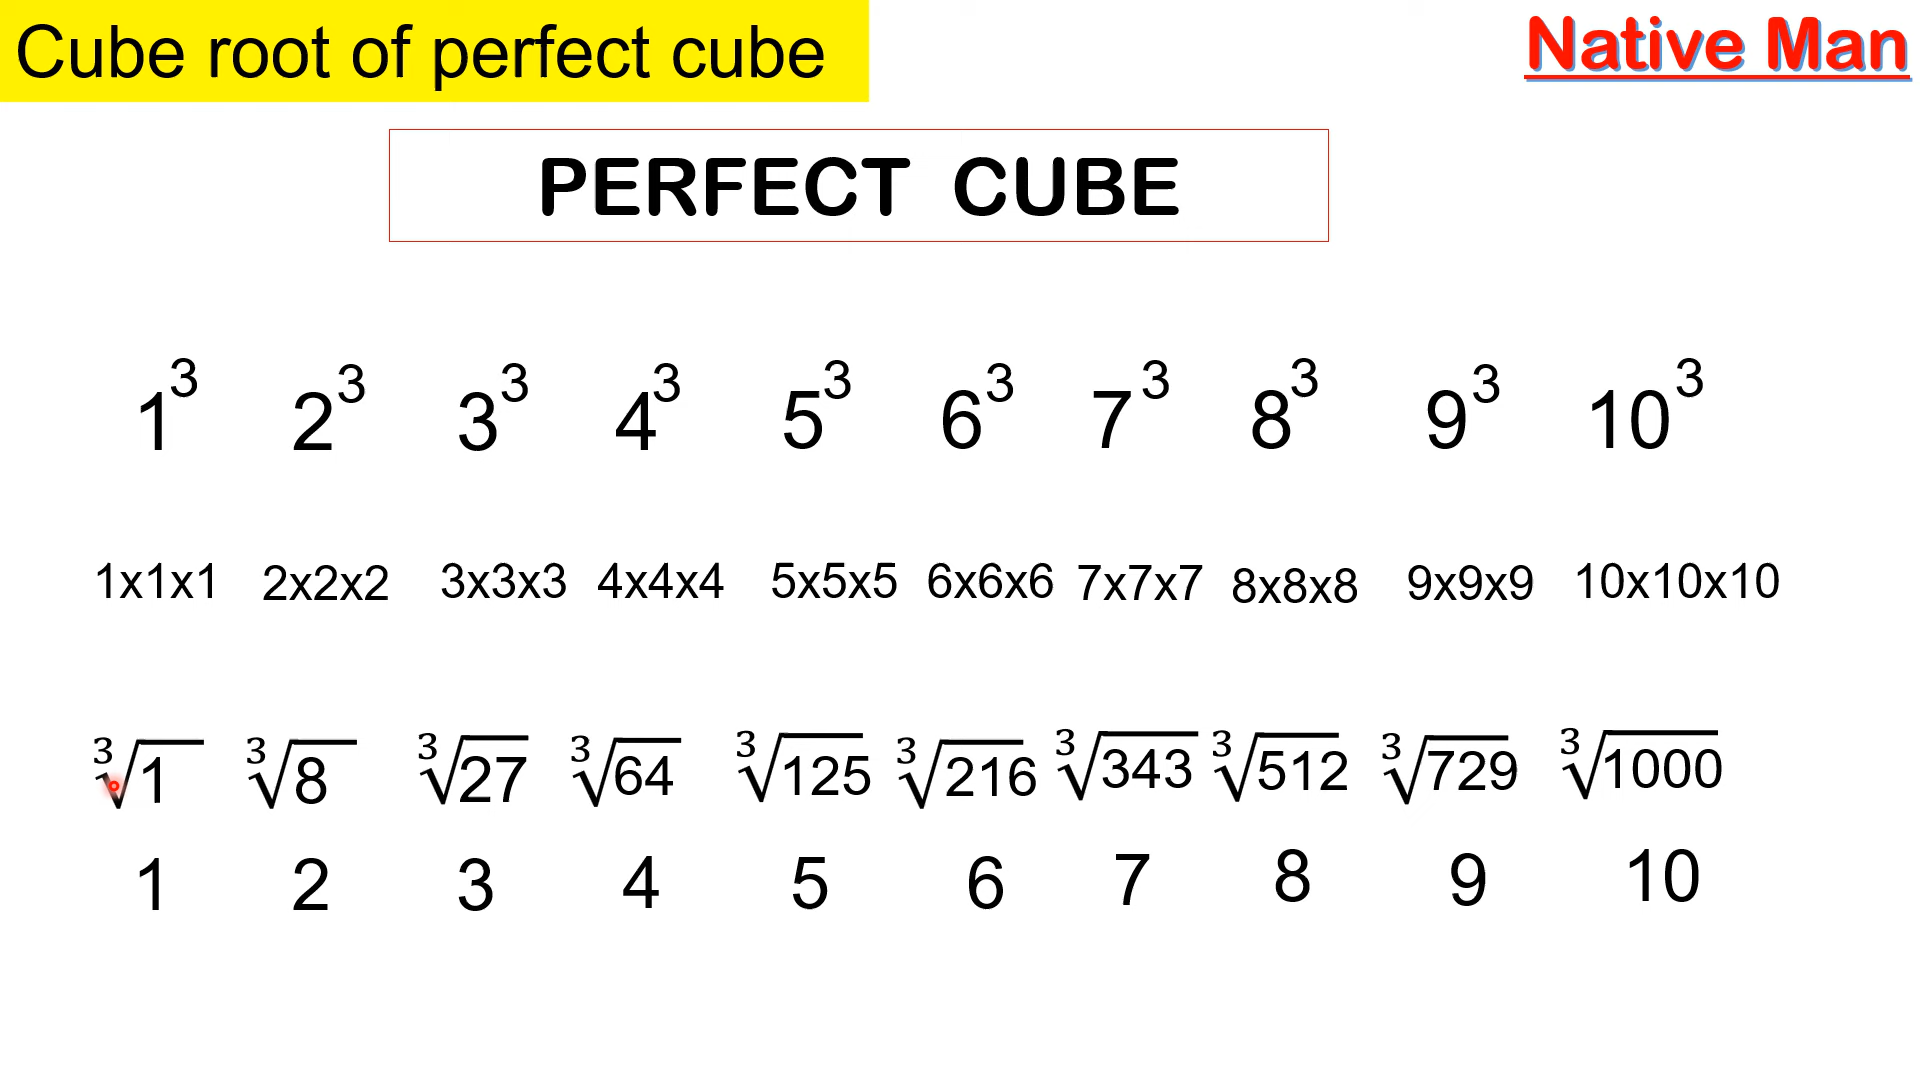 Cube root of perfect cube
Native Man
PERFECT CUBE
1³ 2³ 3³ 4³ 5³ 6³ 7³ 8³ 9³ 10³
1x1x1 2x2x2 3x3x3 4x4x4 5x5x5 6x6x6 7x7x7 8x8x8 9x9x9 10x10x10
∛1 ∛8 ∛27 ∛64 ∛125 ∛216 ∛343 ∛512 ∛729 ∛1000
1 2 3 4 5 6 7 8 9 10